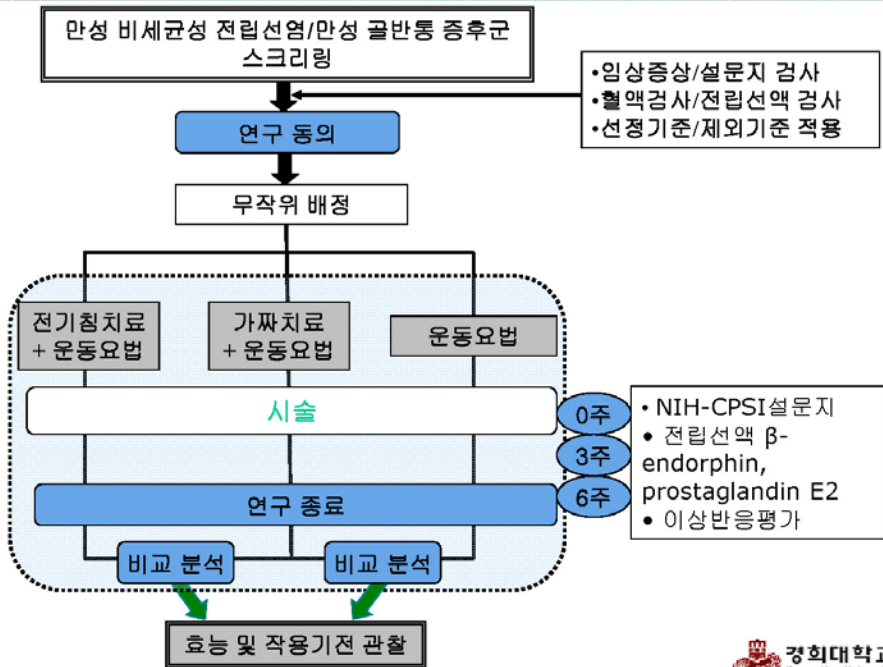 만성 비세균성 전립선염/만성 골반통 증후군
스크리링
•임상증상/설문지 검사
•혈액검사/전립선액 검사
•선정기준/제외기준 적용
연구 동의
무작위 배정
전기침치료
+ 운동요법
가짜치료
+ 운동요법
운동요법
시술
0주
3주
6주
• NIH-CPSI설문지
• 전립선액 β-
endorphin,
prostaglandin E2
• 이상반응평가
연구 종료
비교 분석
비교 분석
효능 및 작용기전 관찰
경희대학교